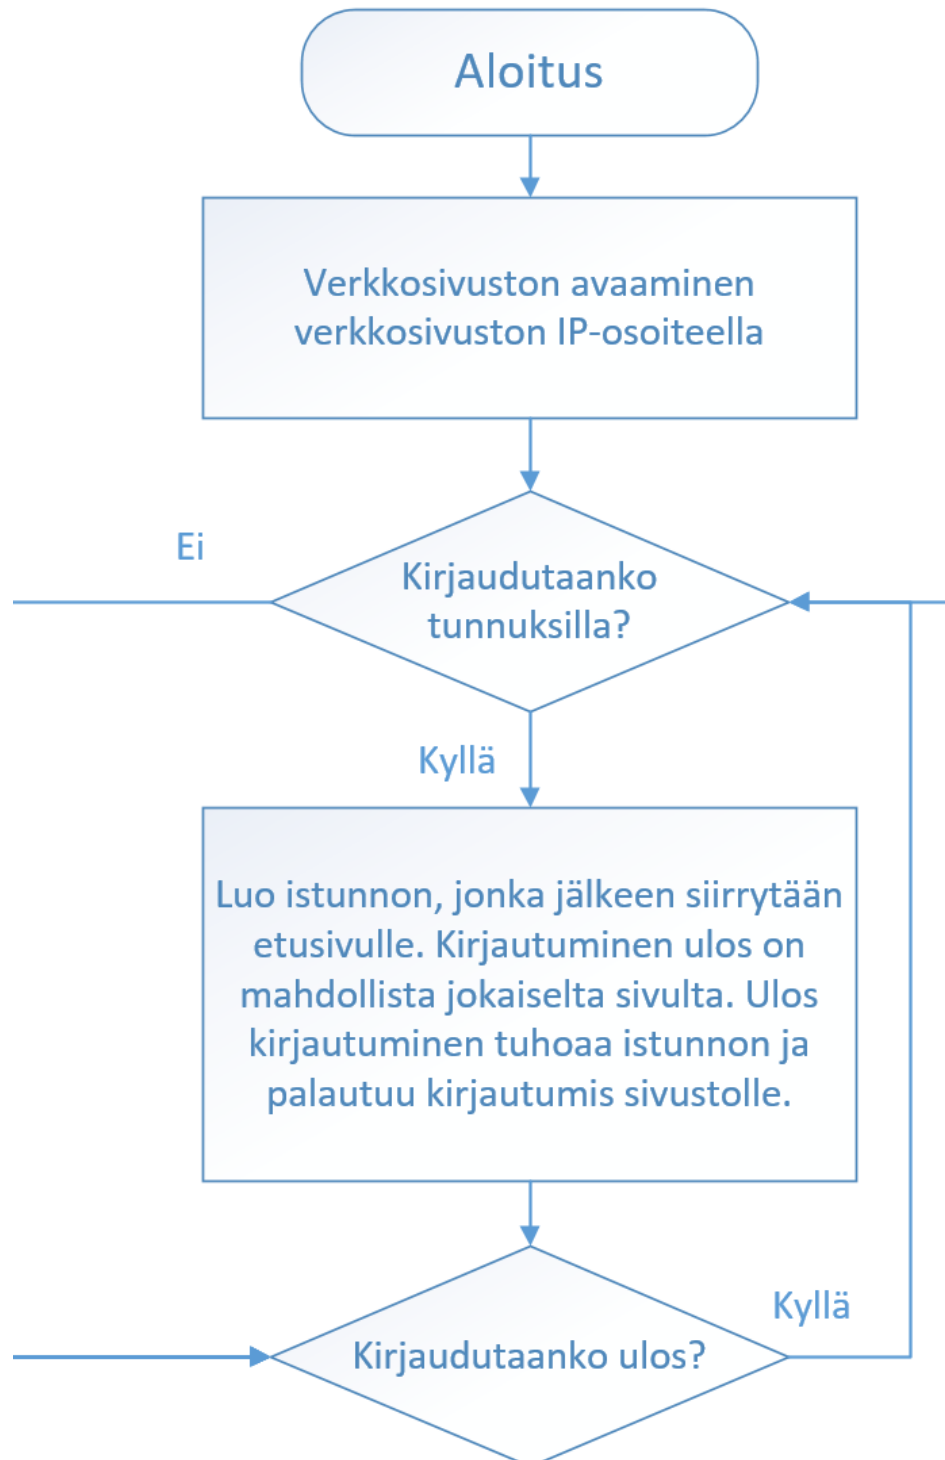 Aloitus
Verkkosivuston avaaminen
verkkosivuston IP-osoiteella
Ei
Kirjaudutaanko
tunnuksilla?
Kyllä
Luo istunnon, jonka jälkeen siirrytään
etusivulle. Kirjautuminen ulos on
mahdollista jokaiselta sivulta. Ulos
kirjautuminen tuhoaa istunnon ja
palautuu kirjautumis sivustolle.
Kyllä
Kirjaudutaanko ulos?